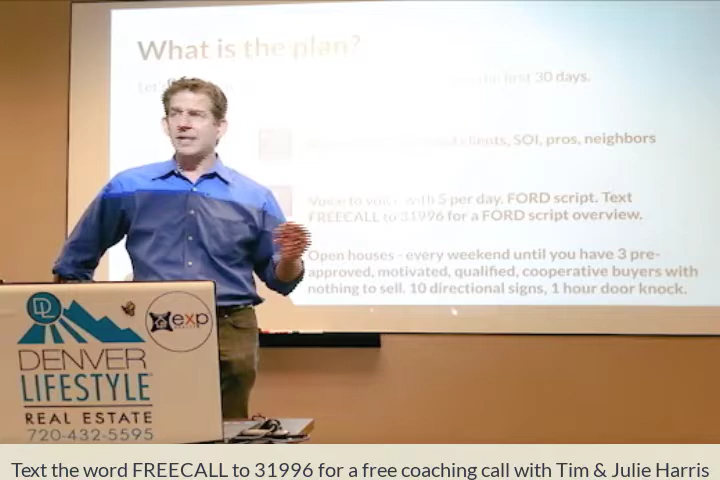 What is the plan?
Let's
first 30 days.
clients, SOI, pros, neighbors
Voice to voice with 5 per day. FORD script. Text
FREECALL to 31996 for a FORD script overview.
Open houses - every weekend until you have 3 pre-
approved, motivated, qualified, cooperative buyers with
nothing to sell. 10 directional signs, 1 hour door knock.
DL
exp
DENVER
LIFESTYLE
REAL ESTATE
720-432-5595
Text the word FREECALL to 31996 for a free coaching call with Tim & Julie Harris